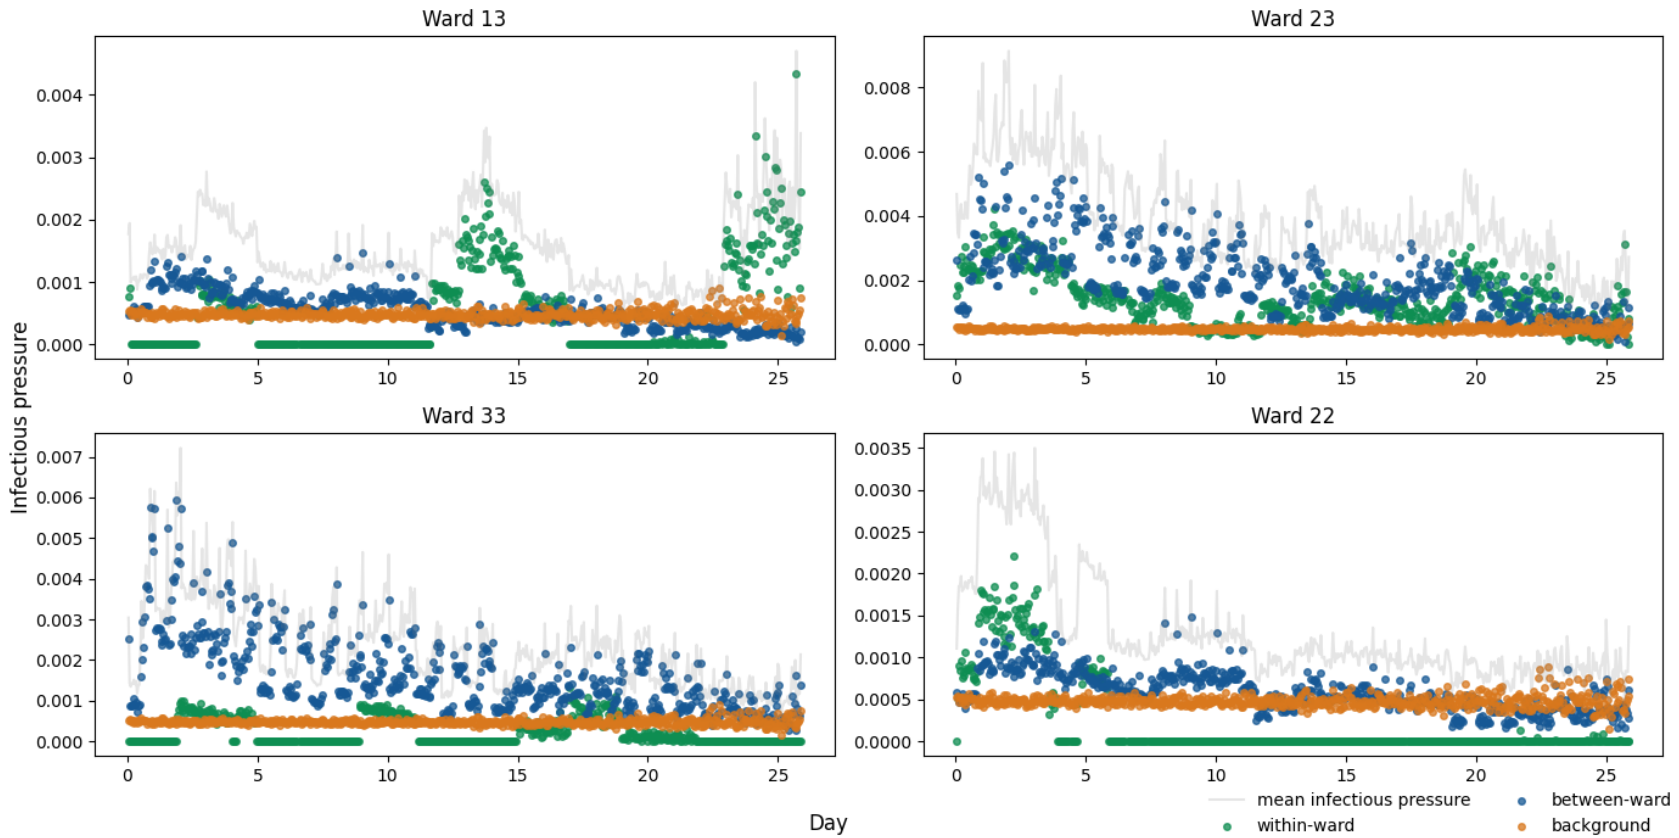 Ward 13
0.004
0.003
0.002
0.001
0.000
0 5 10 15 20 25
Ward 23
0.008
0.006
0.004
0.002
0.000
0 5 10 15 20 25
Infectious pressure
Ward 33
0.007
0.006
0.005
0.004
0.003
0.002
0.001
0.000
0 5 10 15 20 25
Ward 22
0.0035
0.0030
0.0025
0.0020
0.0015
0.0010
0.0005
0.0000
0 5 10 15 20 25
Day
mean infectious pressure
within-ward
between-ward
background